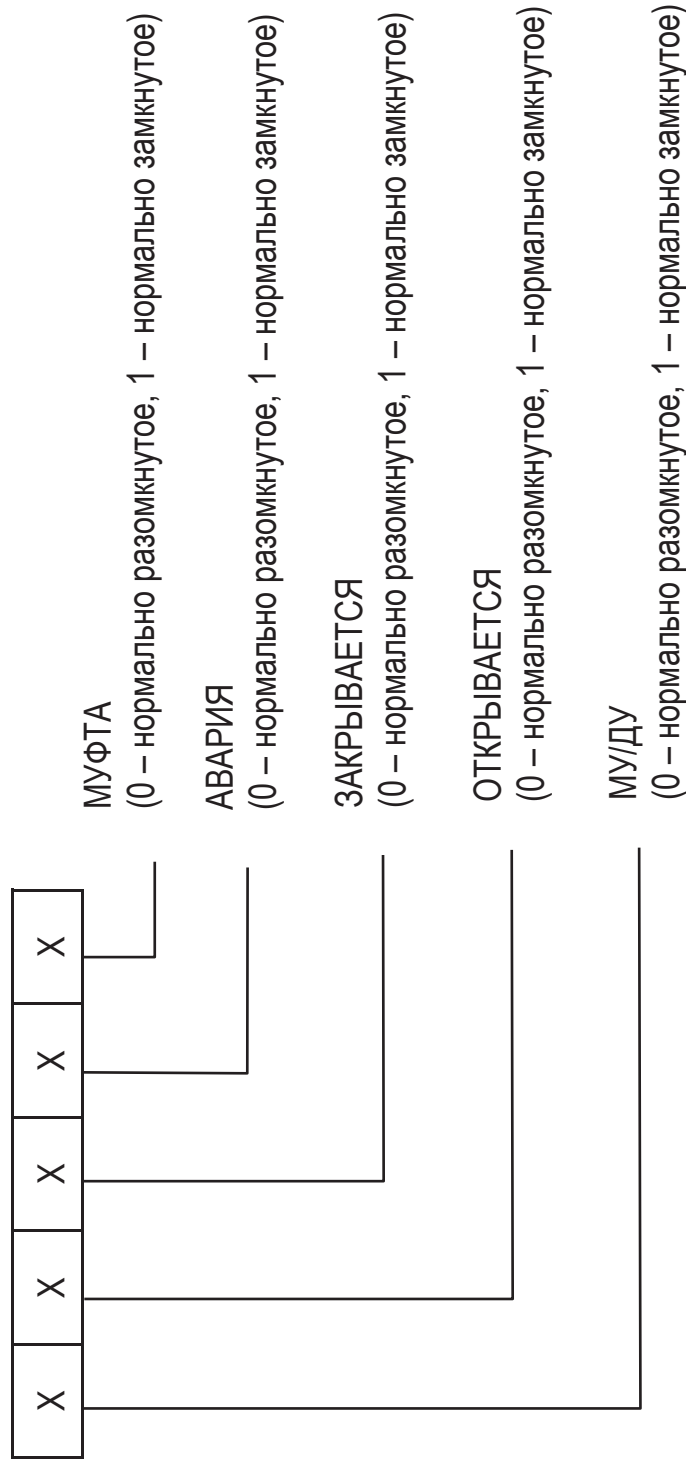 X X X X X
МУФТА
(0 – нормально разомкнутое, 1 – нормально замкнутое)
АВАРИЯ
(0 – нормально разомкнутое, 1 – нормально замкнутое)
ЗАКРЫВАЕТСЯ
(0 – нормально разомкнутое, 1 – нормально замкнутое)
ОТКРЫВАЕТСЯ
(0 – нормально разомкнутое, 1 – нормально замкнутое)
МУ/ДУ
(0 – нормально разомкнутое, 1 – нормально замкнутое)